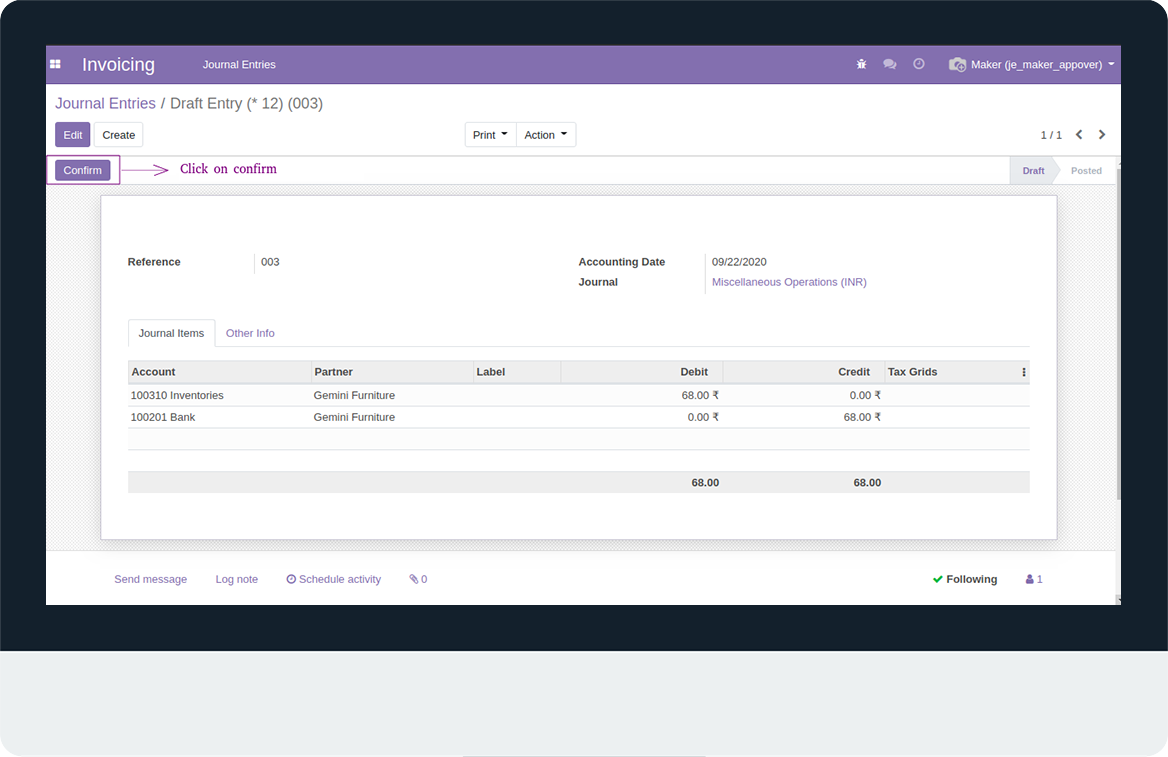 Invoicing Journal Entries Maker (je_maker_appover)
Journal Entries / Draft Entry (* 12) (003)
Edit Create Print Action 1 / 1
Confirm Click on confirm Draft Posted
Reference 003 Accounting Date 09/22/2020
Journal Miscellaneous Operations (INR)
Journal Items Other Info
Account Partner Label Debit Credit Tax Grids
100310 Inventories Gemini Furniture 68.00 ₹ 0.00 ₹
100201 Bank Gemini Furniture 0.00 ₹ 68.00 ₹
68.00 68.00
Send message Log note Schedule activity 0 Following 1